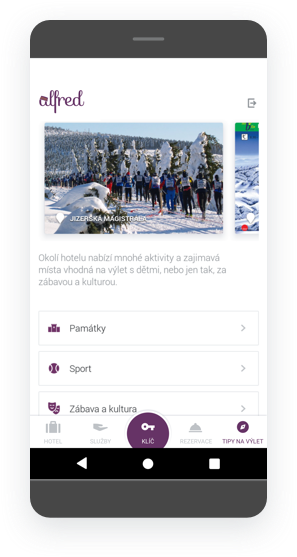 alfred
JIZERSKÁ MAGISTRÁLA
Okolí hotelu nabízí mnohé aktivity a zajímavá
místa vhodná na výlet s dětmi, nebo jen tak, za
zábavou a kulturou.
Památky
Sport
Zábava a kultura
HOTEL
SLUŽBY
KLÍČ
REZERVACE
TIPY NA VÝLET